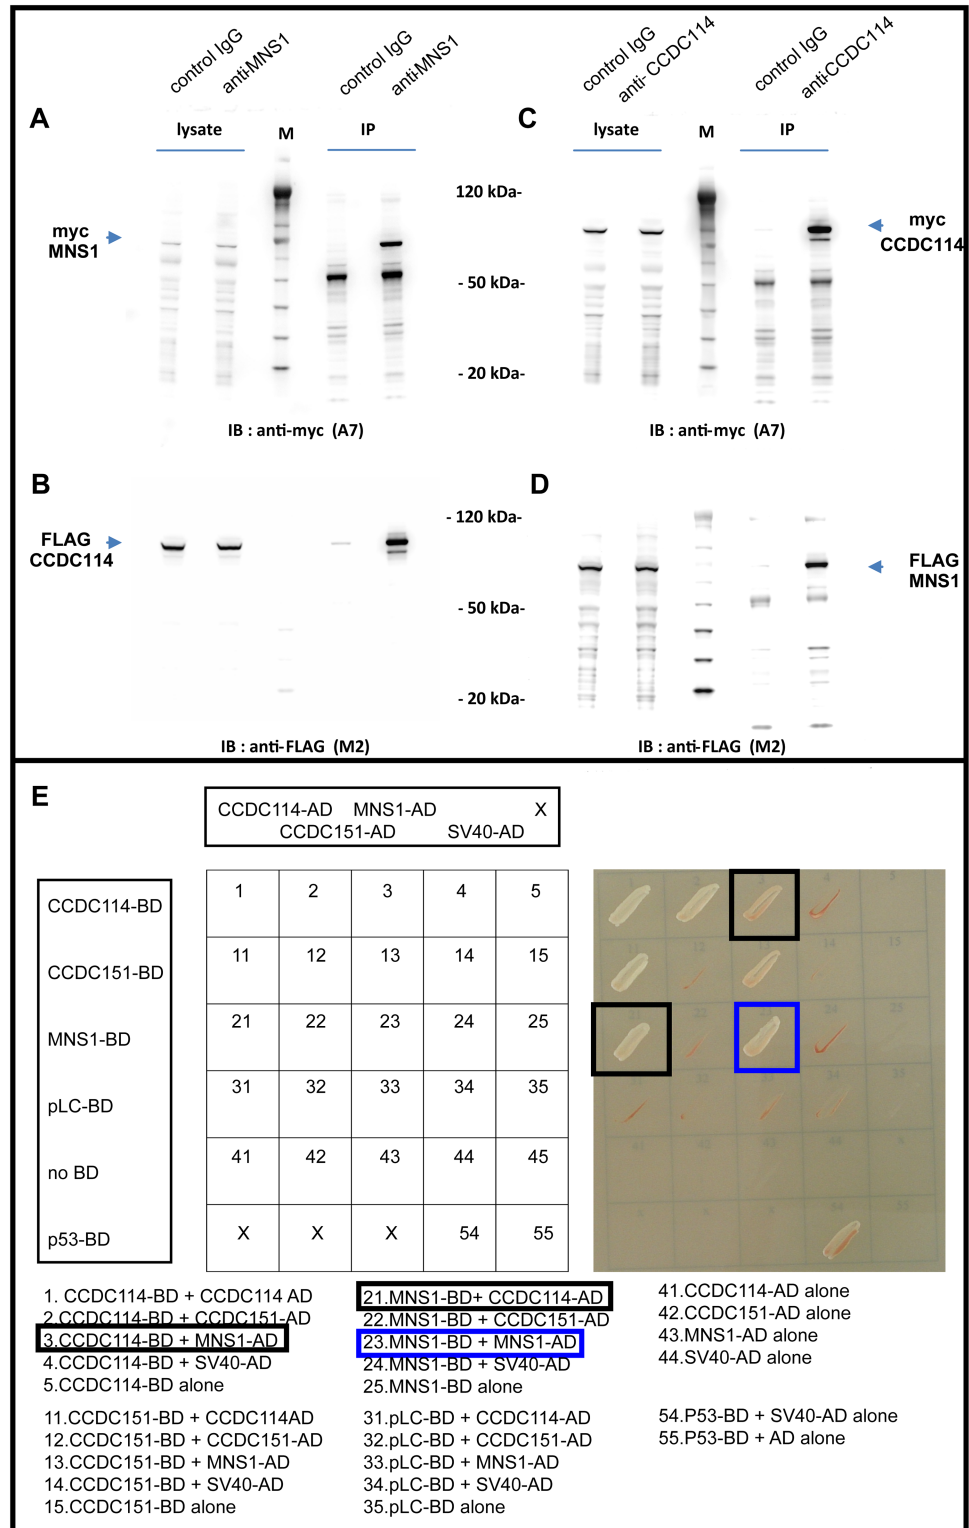 control IgG
anti-MNS1
control IgG
anti-MNS1
A
lysate
M
IP
myc
MNS1
IB : anti-myc (A7)
control IgG
anti- CCDC114
control IgG
anti-CCDC114
C
lysate
M
IP
120 kDa-
- 50 kDa-
- 20 kDa-
myc
CCDC114
IB : anti-myc (A7)
B
FLAG
CCDC114
IB : anti-FLAG (M2)
D
- 120 kDa-
- 50 kDa-
- 20 kDa-
FLAG
MNS1
IB : anti-FLAG (M2)
E
CCDC114-AD MNS1-AD X
CCDC151-AD SV40-AD
CCDC114-BD
CCDC151-BD
MNS1-BD
pLC-BD
no BD
p53-BD
1 2 3 4 5
11 12 13 14 15
21 22 23 24 25
31 32 33 34 35
41 42 43 44 45
X X X 54 55
1. CCDC114-BD + CCDC114 AD
2.CCDC114-BD + CCDC151-AD
3.CCDC114-BD + MNS1-AD
4.CCDC114-BD + SV40-AD
5.CCDC114-BD alone
11.CCDC151-BD + CCDC114AD
12.CCDC151-BD + CCDC151-AD
13.CCDC151-BD + MNS1-AD
14.CCDC151-BD + SV40-AD
15.CCDC151-BD alone
21.MNS1-BD+ CCDC114-AD
22.MNS1-BD + CCDC151-AD
23.MNS1-BD + MNS1-AD
24.MNS1-BD + SV40-AD
25.MNS1-BD alone
31.pLC-BD + CCDC114-AD
32.pLC-BD + CCDC151-AD
33.pLC-BD + MNS1-AD
34.pLC-BD + SV40-AD
35.pLC-BD alone
41.CCDC114-AD alone
42.CCDC151-AD alone
43.MNS1-AD alone
44.SV40-AD alone
54.P53-BD + SV40-AD alone
55.P53-BD + AD alone